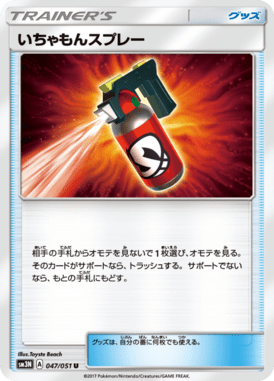 TRAINER'S
グッズ
いちゃもんスプレー
相手の手札からオモテを見ないで1枚選び、オモテを見る。
そのカードがサポートなら、トラッシュする。サポートでない
なら、もとの手札にもどす。
SM3N A 047/051 U
Illus.Toyste Beach
グッズは、自分の番に何枚でも使える。
©2017 Pokémon/Nintendo/Creatures/GAME FREAK.